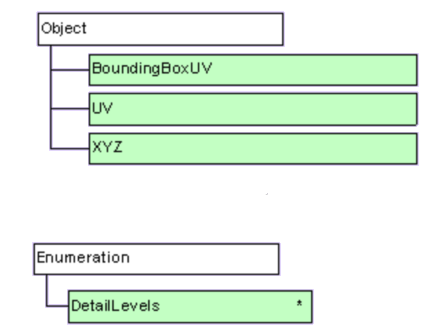 Object
BoundingBoxUV
UV
XYZ
Enumeration
DetailLevels *